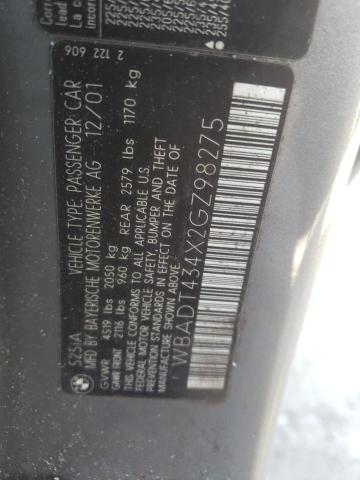 525IA
VEHICLE TYPE: PASSENGER CAR
MFD BY BAYERISCHE MOTORENWERKE AG 12/01
GVWR 4519 lbs 2050 kg
GAWR FRONT 2116 lbs 960 kg REAR 2579 lbs 1170 kg
THIS VEHICLE CONFORMS TO ALL APPLICABLE U.S.
FEDERAL MOTOR VEHICLE SAFETY, BUMPER AND THEFT
PREVENTION STANDARDS IN EFFECT ON THE
DATE OF MANUFACTURE SHOWN ABOVE.
WBADT434X2GZ98275
2 122 606